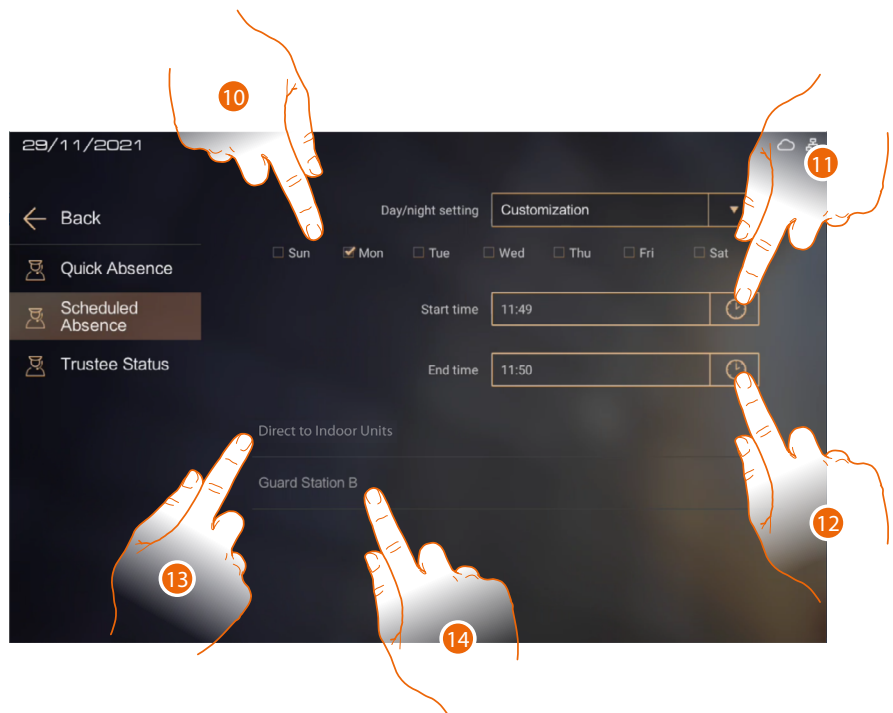 10
29/11/2021
11
Back
Day/night setting
Customization
Sun
Mon
Tue
Wed
Thu
Fri
Sat
Quick Absence
Scheduled
Absence
Start time
11:49
Trustee Status
End time
11:50
Direct to Indoor Units
Guard Station B
12
13
14